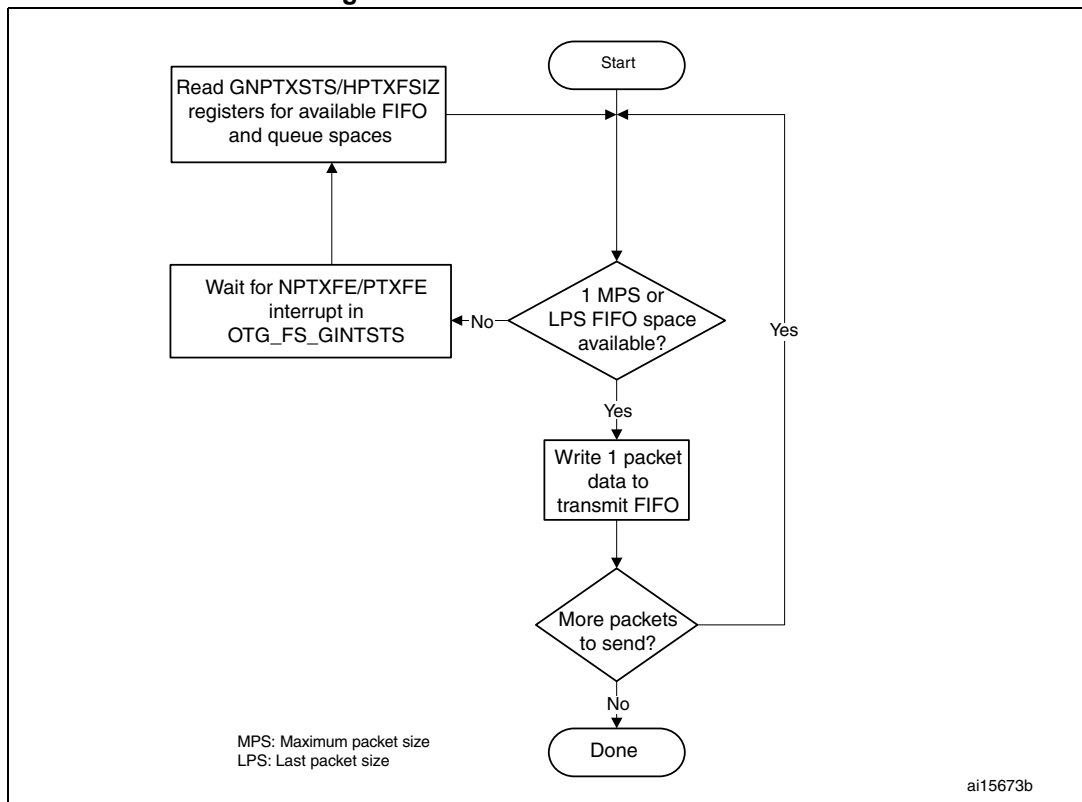 Start
Read GNPTXSTS/HPTXFSIZ
registers for available FIFO
and queue spaces
Wait for NPTXFE/PTXFE
interrupt in
OTG_FS_GINTSTS
No
1 MPS or
LPS FIFO space
available?
Yes
Yes
Write 1 packet
data to
transmit FIFO
More packets
to send?
No
Done
MPS: Maximum packet size
LPS: Last packet size
ai15673b